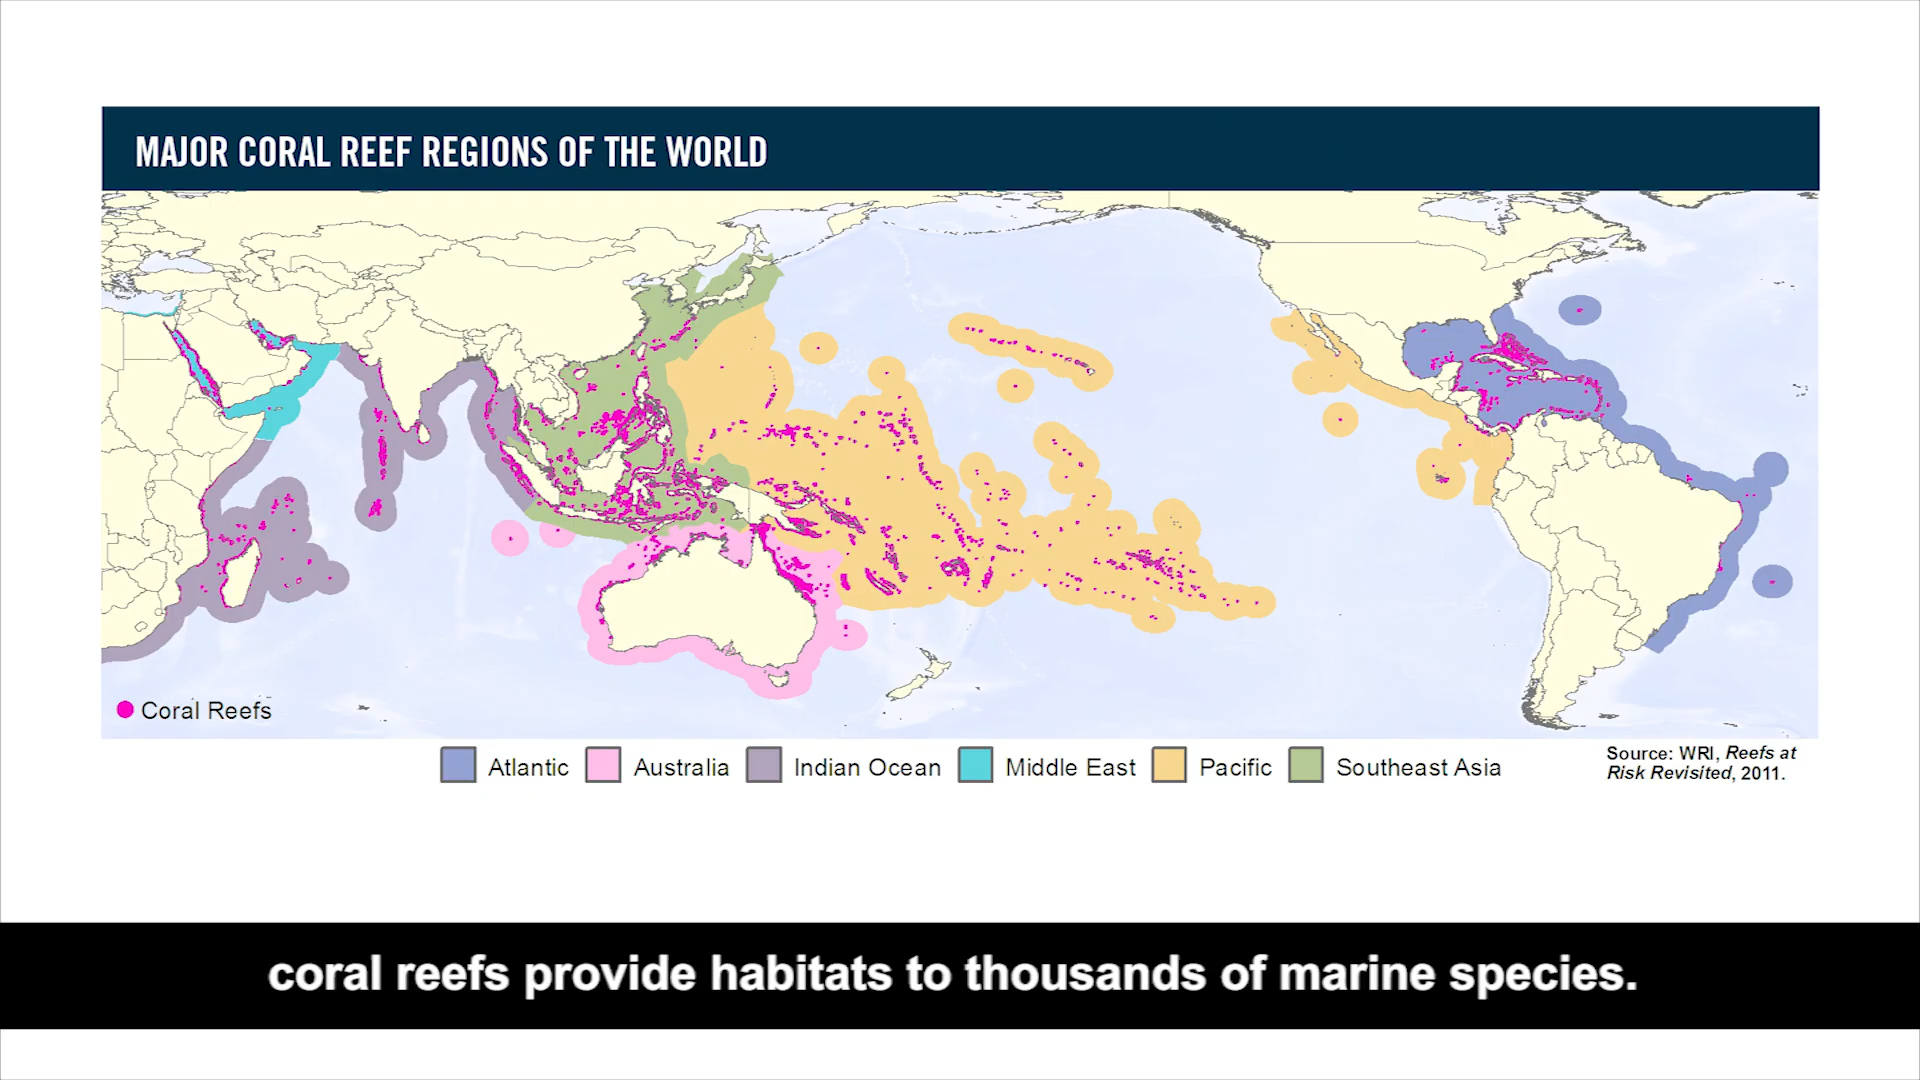 MAJOR CORAL REEF REGIONS OF THE WORLD
Coral Reefs
Atlantic
Australia
Indian Ocean
Middle East
Pacific
Southeast Asia
Source: WRI, Reefs at
Risk Revisited, 2011.
coral reefs provide habitats to thousands of marine species.